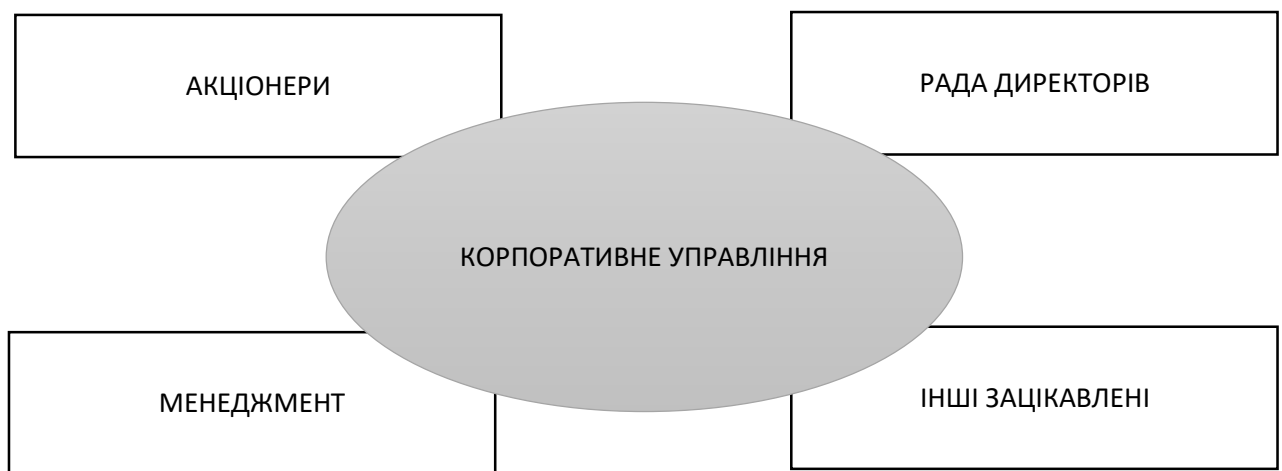 АКЦІОНЕРИ
РАДА ДИРЕКТОРІВ
КОРПОРАТИВНЕ УПРАВЛІННЯ
МЕНЕДЖМЕНТ
ІНШІ ЗАЦІКАВЛЕНІ